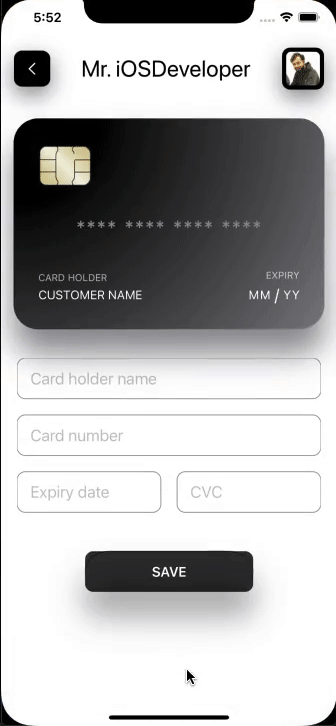 5:52
Mr. iOSDeveloper
**** **** **** ****
CARD HOLDER
EXPIRY
CUSTOMER NAME
MM / YY
Card holder name
Card number
Expiry date
CVC
SAVE